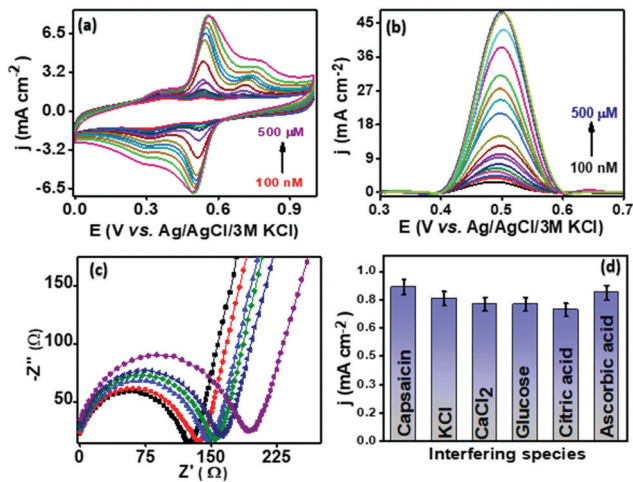 (a)
6.5
3.2
0.0
-3.2
-6.5
j (mA cm-2)
500 µM
100 nM
0.0 0.3 0.6 0.9
E (V vs. Ag/AgCl/3M KCl)
(b)
45
36
27
18
9
0
j (mA cm-2)
500 µM
100 nM
0.3 0.4 0.5 0.6 0.7
E (V vs. Ag/AgCl/3M KCl)
(c)
-175
-150
100
50
-Z'' (Ω)
0 75 150 225
Z' (Ω)
(d)
0.8
0.6
0.5
0.3
0.2
0.0
j (mA cm-2)
Capsaicin
KCl
CaCl2
Glucose
Citric acid
Ascorbic acid
Interfering species